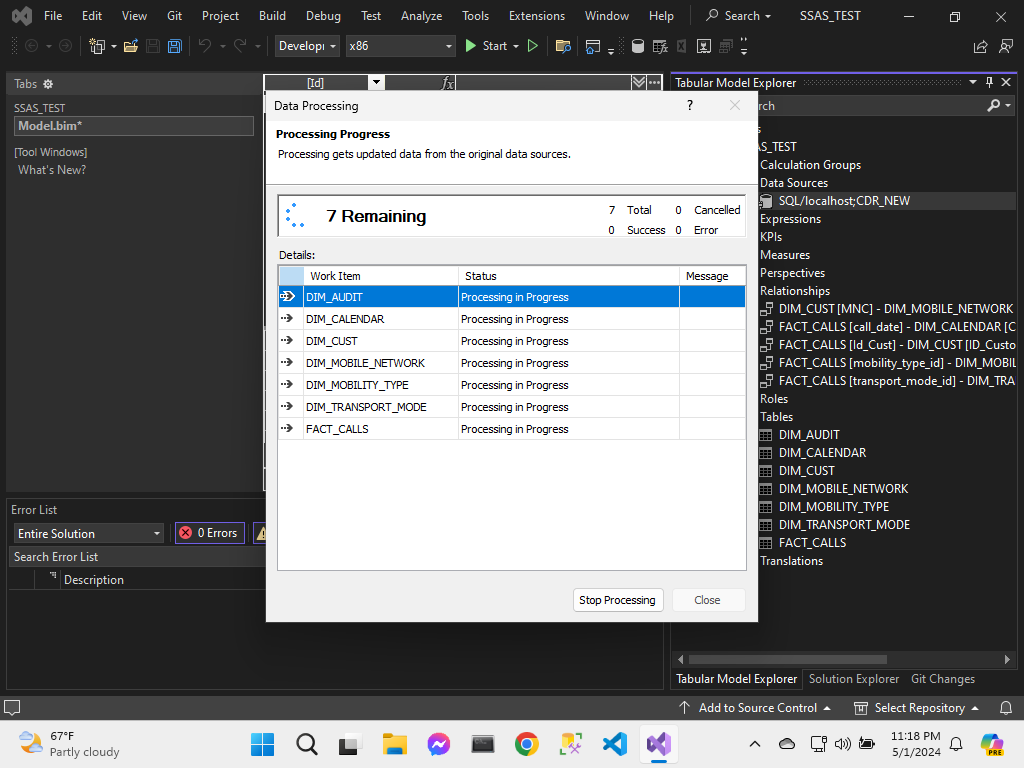 File Edit View Git Project Build Debug Test Analyze Tools Extensions Window Help Search SSAS_TEST
Developi x86 Start
Tabs
SSAS_TEST
Model.bim*
[Tool Windows]
What's New?
[Id] fx
Data Processing ?
Processing Progress
Processing gets updated data from the original data sources.
7 Remaining
7 Total 0 Cancelled
0 Success 0 Error
Details:
Work Item Status Message
DIM_AUDIT Processing in Progress
DIM_CALENDAR Processing in Progress
DIM_CUST Processing in Progress
DIM_MOBILE_NETWORK Processing in Progress
DIM_MOBILITY_TYPE Processing in Progress
DIM_TRANSPORT_MODE Processing in Progress
FACT_CALLS Processing in Progress
Stop Processing Close
Tabular Model Explorer
rch
AS_TEST
Calculation Groups
Data Sources
SQL/localhost;CDR_NEW
Expressions
KPIs
Measures
Perspectives
Relationships
DIM_CUST [MNC] - DIM_MOBILE_NETWORK
FACT_CALLS [call_date] - DIM_CALENDAR [C
FACT_CALLS [Id_Cust] - DIM_CUST [ID_Custo
FACT_CALLS [mobility_type_id] - DIM_MOBIL
FACT_CALLS [transport_mode_id] - DIM_TRA
Roles
Tables
DIM_AUDIT
DIM_CALENDAR
DIM_CUST
DIM_MOBILE_NETWORK
DIM_MOBILITY_TYPE
DIM_TRANSPORT_MODE
FACT_CALLS
Translations
Tabular Model Explorer Solution Explorer Git Changes
Error List
Entire Solution 0 Errors
Search Error List
Description
Add to Source Control Select Repository
67°F
Partly cloudy
11:18 PM
5/1/2024
PRE